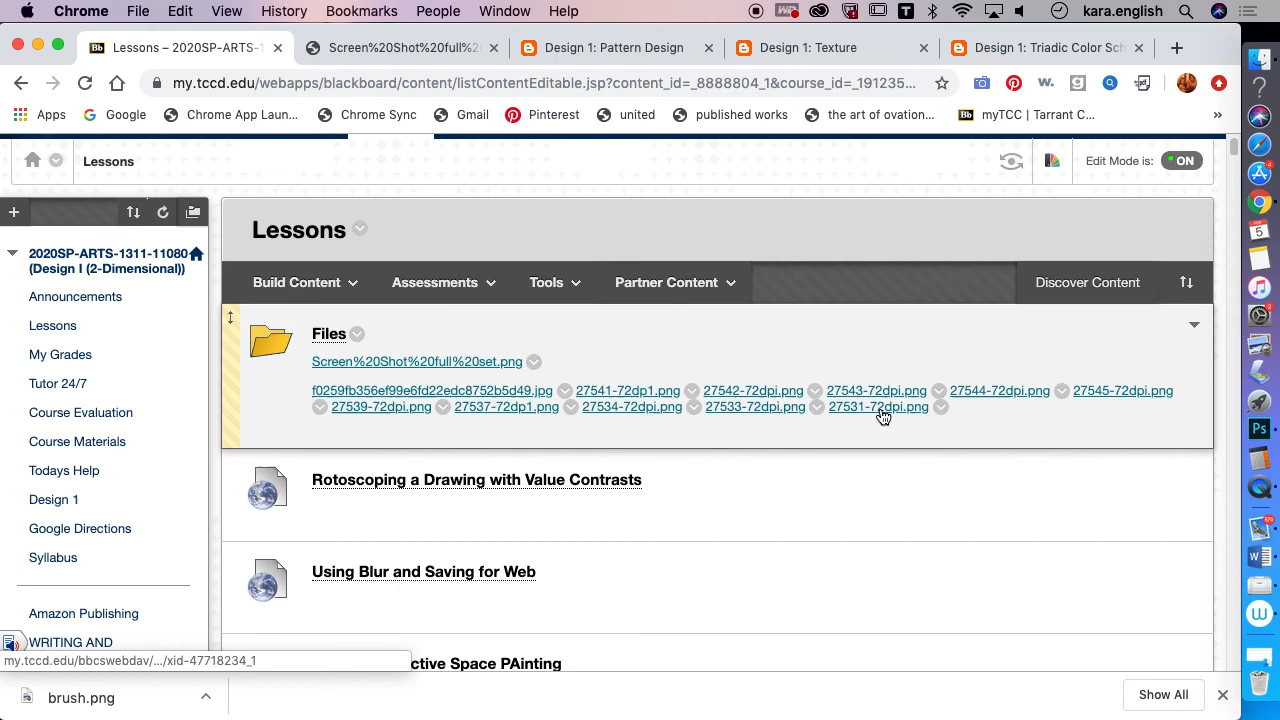 Chrome File Edit View History Bookmarks People Window Help kara.english
Lessons – 2020SP-ARTS-1 Screen%20Shot%20full%20 Design 1: Pattern Design Design 1: Texture Design 1: Triadic Color Sch
my.tccd.edu/webapps/blackboard/content/listContentEditable.jsp?content_id=_8888804_1&course_id=_191235...
Apps Google Chrome App Laun... Chrome Sync Gmail Pinterest united published works the art of ovation... myTCC | Tarrant C... »
Lessons Edit Mode is: ON
2020SP-ARTS-1311-11080
(Design I (2-Dimensional))
Announcements
Lessons
My Grades
Tutor 24/7
Course Evaluation
Course Materials
Todays Help
Design 1
Google Directions
Syllabus
Amazon Publishing
WRITING AND
Lessons
Build Content Assessments Tools Partner Content Discover Content
Files
Screen%20Shot%20full%20set.png
f0259fb356ef99e6fd22edc8752b5d49.jpg 27541-72dp1.png 27542-72dpi.png 27543-72dpi.png 27544-72dpi.png 27545-72dpi.png
27539-72dpi.png 27537-72dp1.png 27534-72dpi.png 27533-72dpi.png 27531-72dpi.png
Rotoscoping a Drawing with Value Contrasts
Using Blur and Saving for Web
ctive Space PAinting
my.tccd.edu/bbcswebdav/.../xid-47718234_1
brush.png Show All
FEB
5
Ps